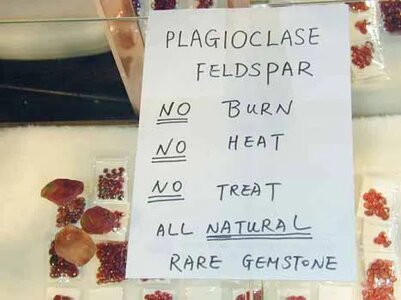 PLAGIOCLASE
FELDSPAR
NO BURN
NO HEAT
NO TREAT
ALL NATURAL
RARE GEMSTONE